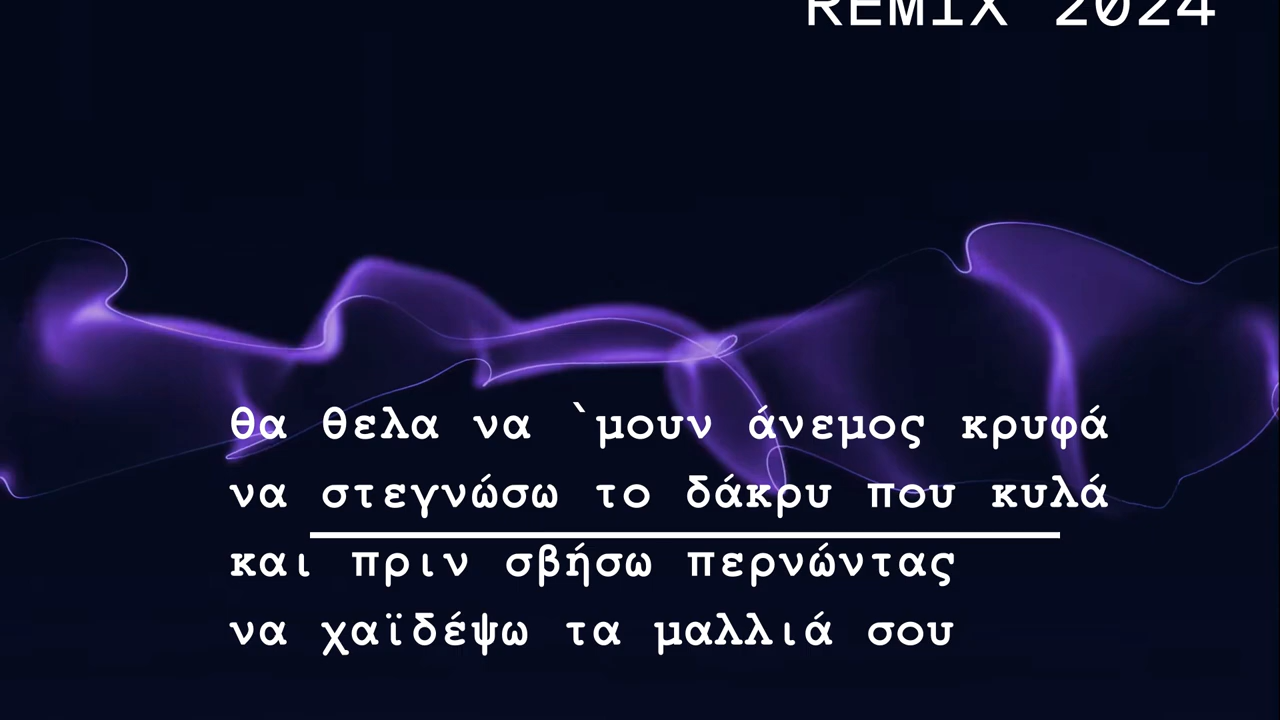 REMIX 2024
θα θελα να `μουν άνεμος κρυφά
να στεγνώσω το δάκρυ που κυλά
και πριν σβήσω περνώντας
να χαϊδέψω τα μαλλιά σου